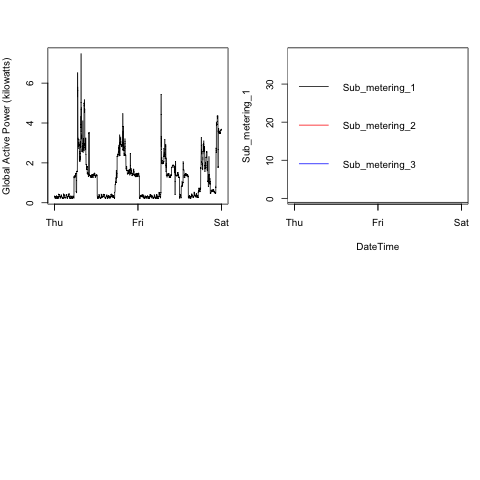 Global Active Power (kilowatts)
6
4
2
0
Thu
Fri
Sat
Sub_metering_1
30
20
10
0
Sub_metering_1
Sub_metering_2
Sub_metering_3
Thu
Fri
Sat
DateTime